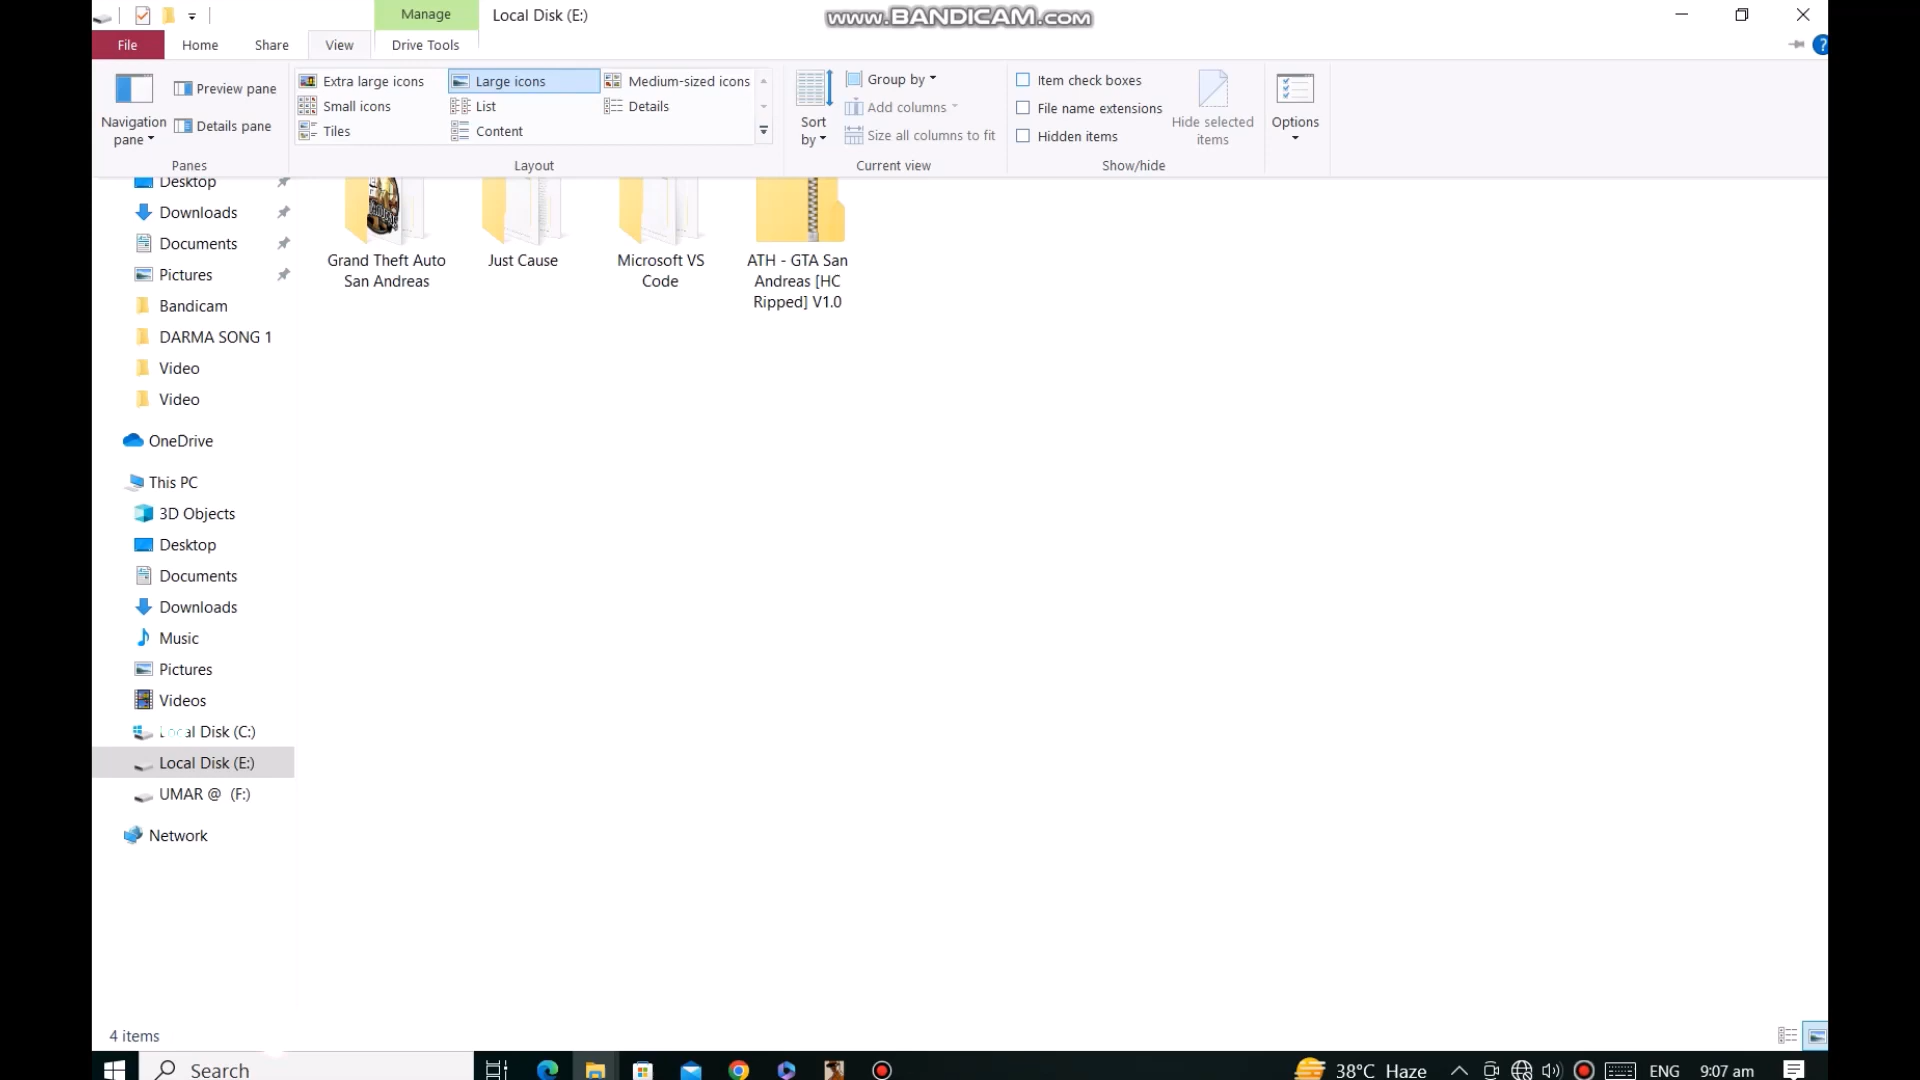 Manage
Local Disk (E:)
www.BANDICAM.com
File
Home
Share
View
Drive Tools
?
Navigation pane
Preview pane
Details pane
Panes
Extra large icons
Large icons
Medium-sized icons
Small icons
List
Details
Tiles
Content
Layout
Sort by
Group by
Add columns
Size all columns to fit
Current view
Item check boxes
File name extensions
Hidden items
Hide selected items
Show/hide
Options
Desktop
Downloads
Documents
Pictures
Bandicam
DARMA SONG 1
Video
Video
OneDrive
This PC
3D Objects
Desktop
Documents
Downloads
Music
Pictures
Videos
Local Disk (C:)
Local Disk (E:)
UMAR @ (F:)
Network
Grand Theft Auto
San Andreas
Just Cause
Microsoft VS
Code
ATH - GTA San
Andreas [HC
Ripped] V1.0
4 items
Search
38°C Haze
ENG
9:07 am